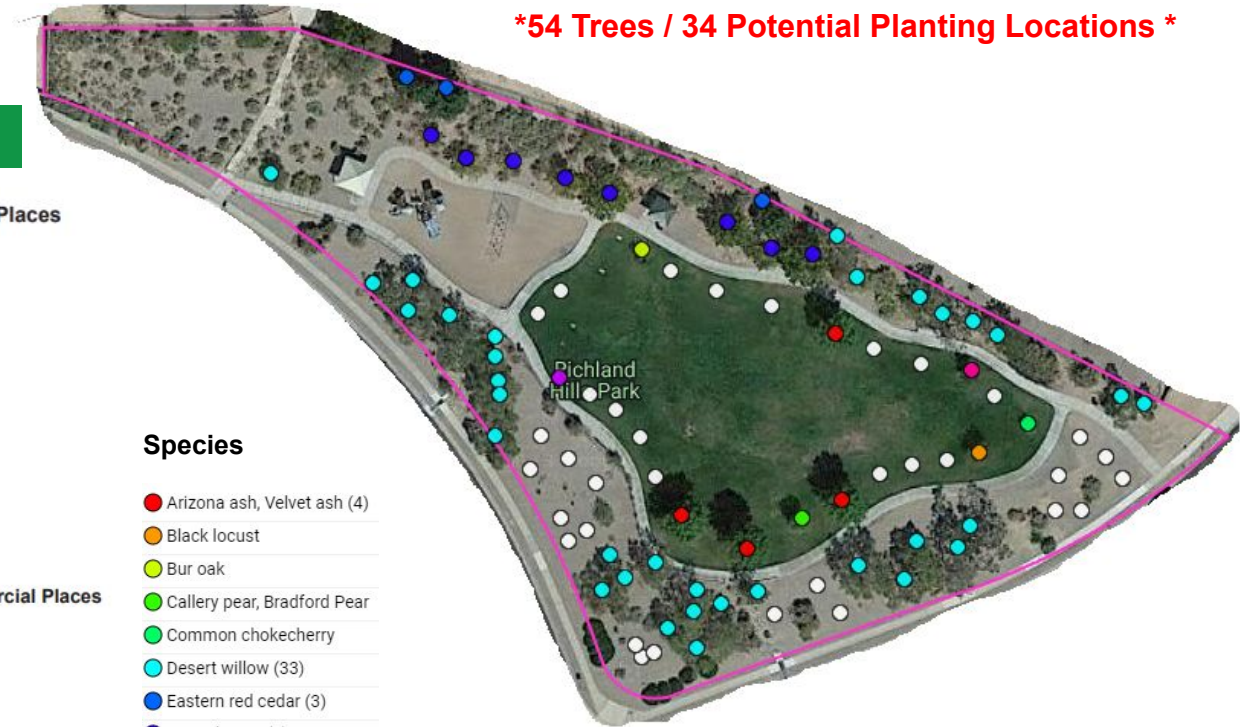 *54 Trees / 34 Potential Planting Locations *
Places
Richland
Hill Park
Species
Arizona ash, Velvet ash (4)
Black locust
Bur oak
Callery pear, Bradford Pear
Common chokecherry
rcial Places
Desert willow (33)
Eastern red cedar (3)